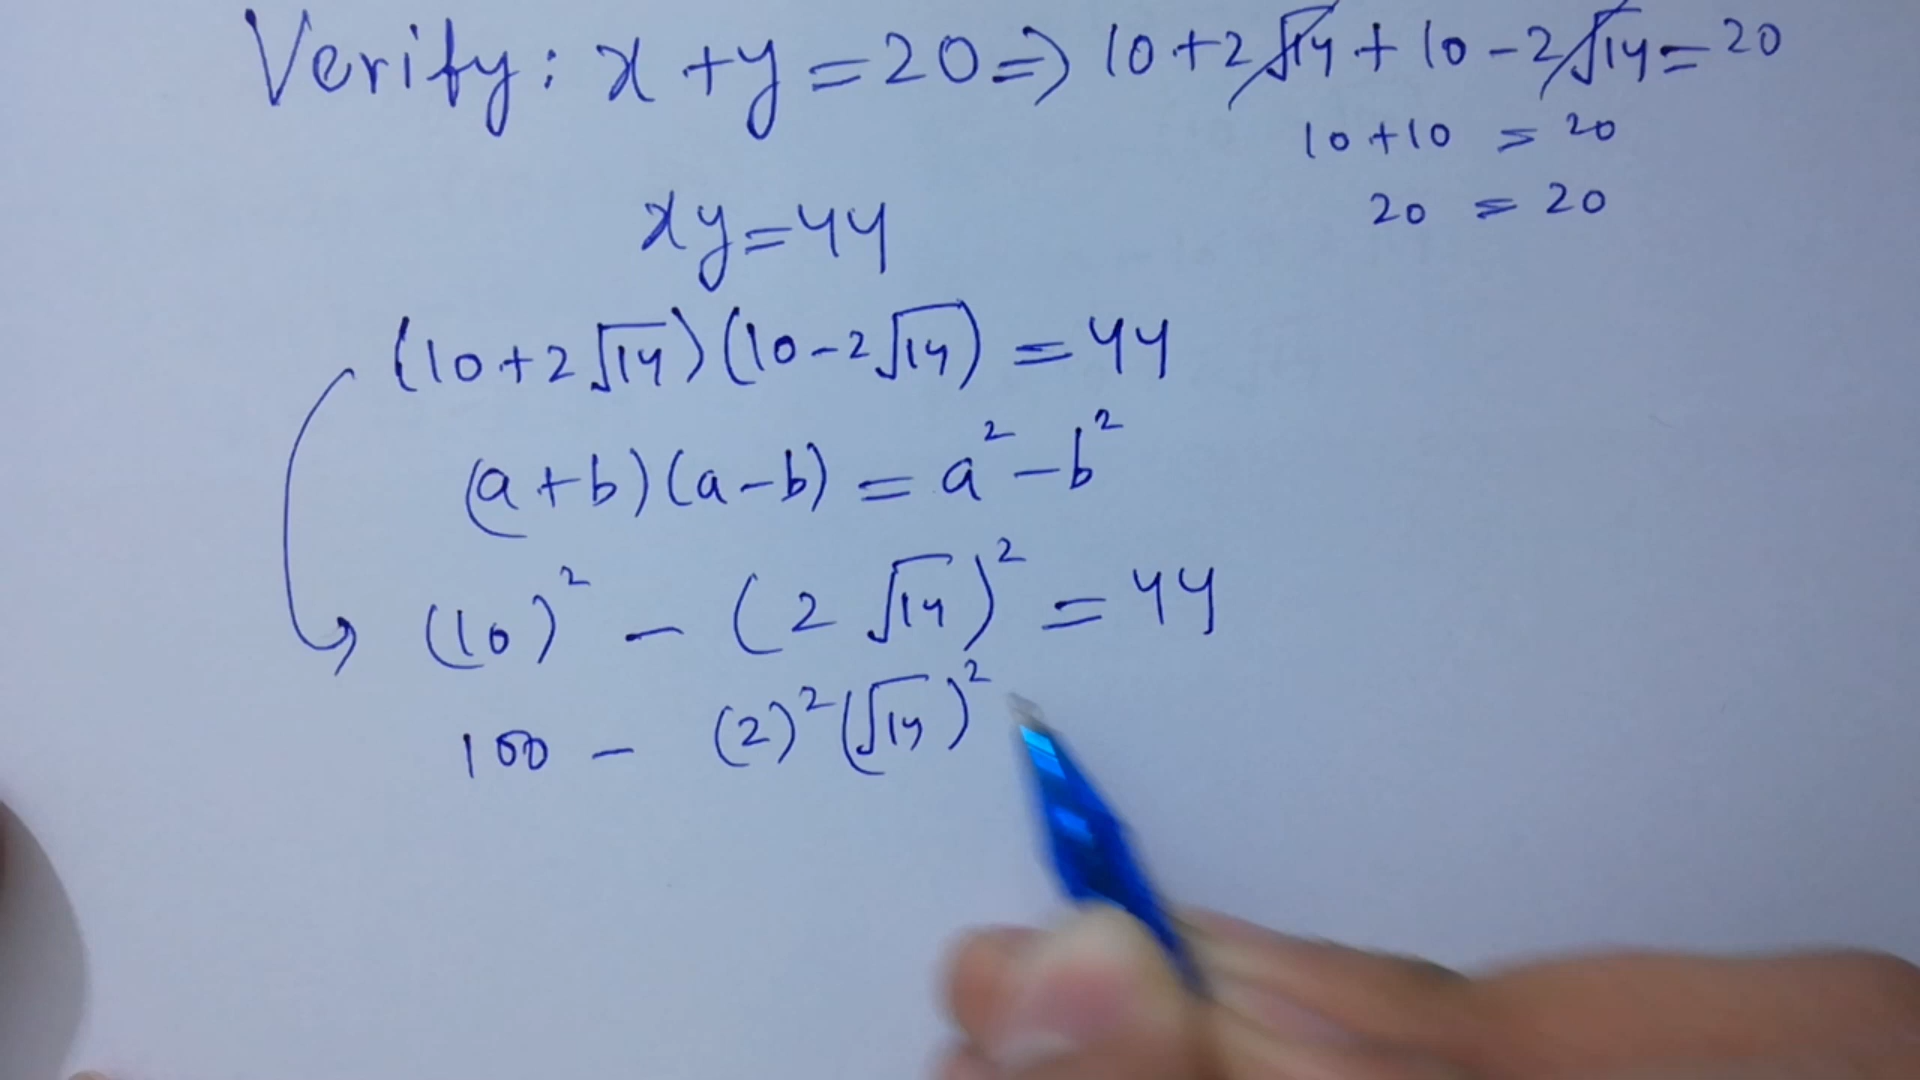 Verify: x + y = 20 ⇒ 10 + 2√14 + 10 - 2√14 = 20
10 + 10 = 20
20 = 20
xy = 44
(10 + 2√14)(10 - 2√14) = 44
(a + b)(a - b) = a² - b²
(10)² - (2√14)² = 44
100 - (2)²(√14)²